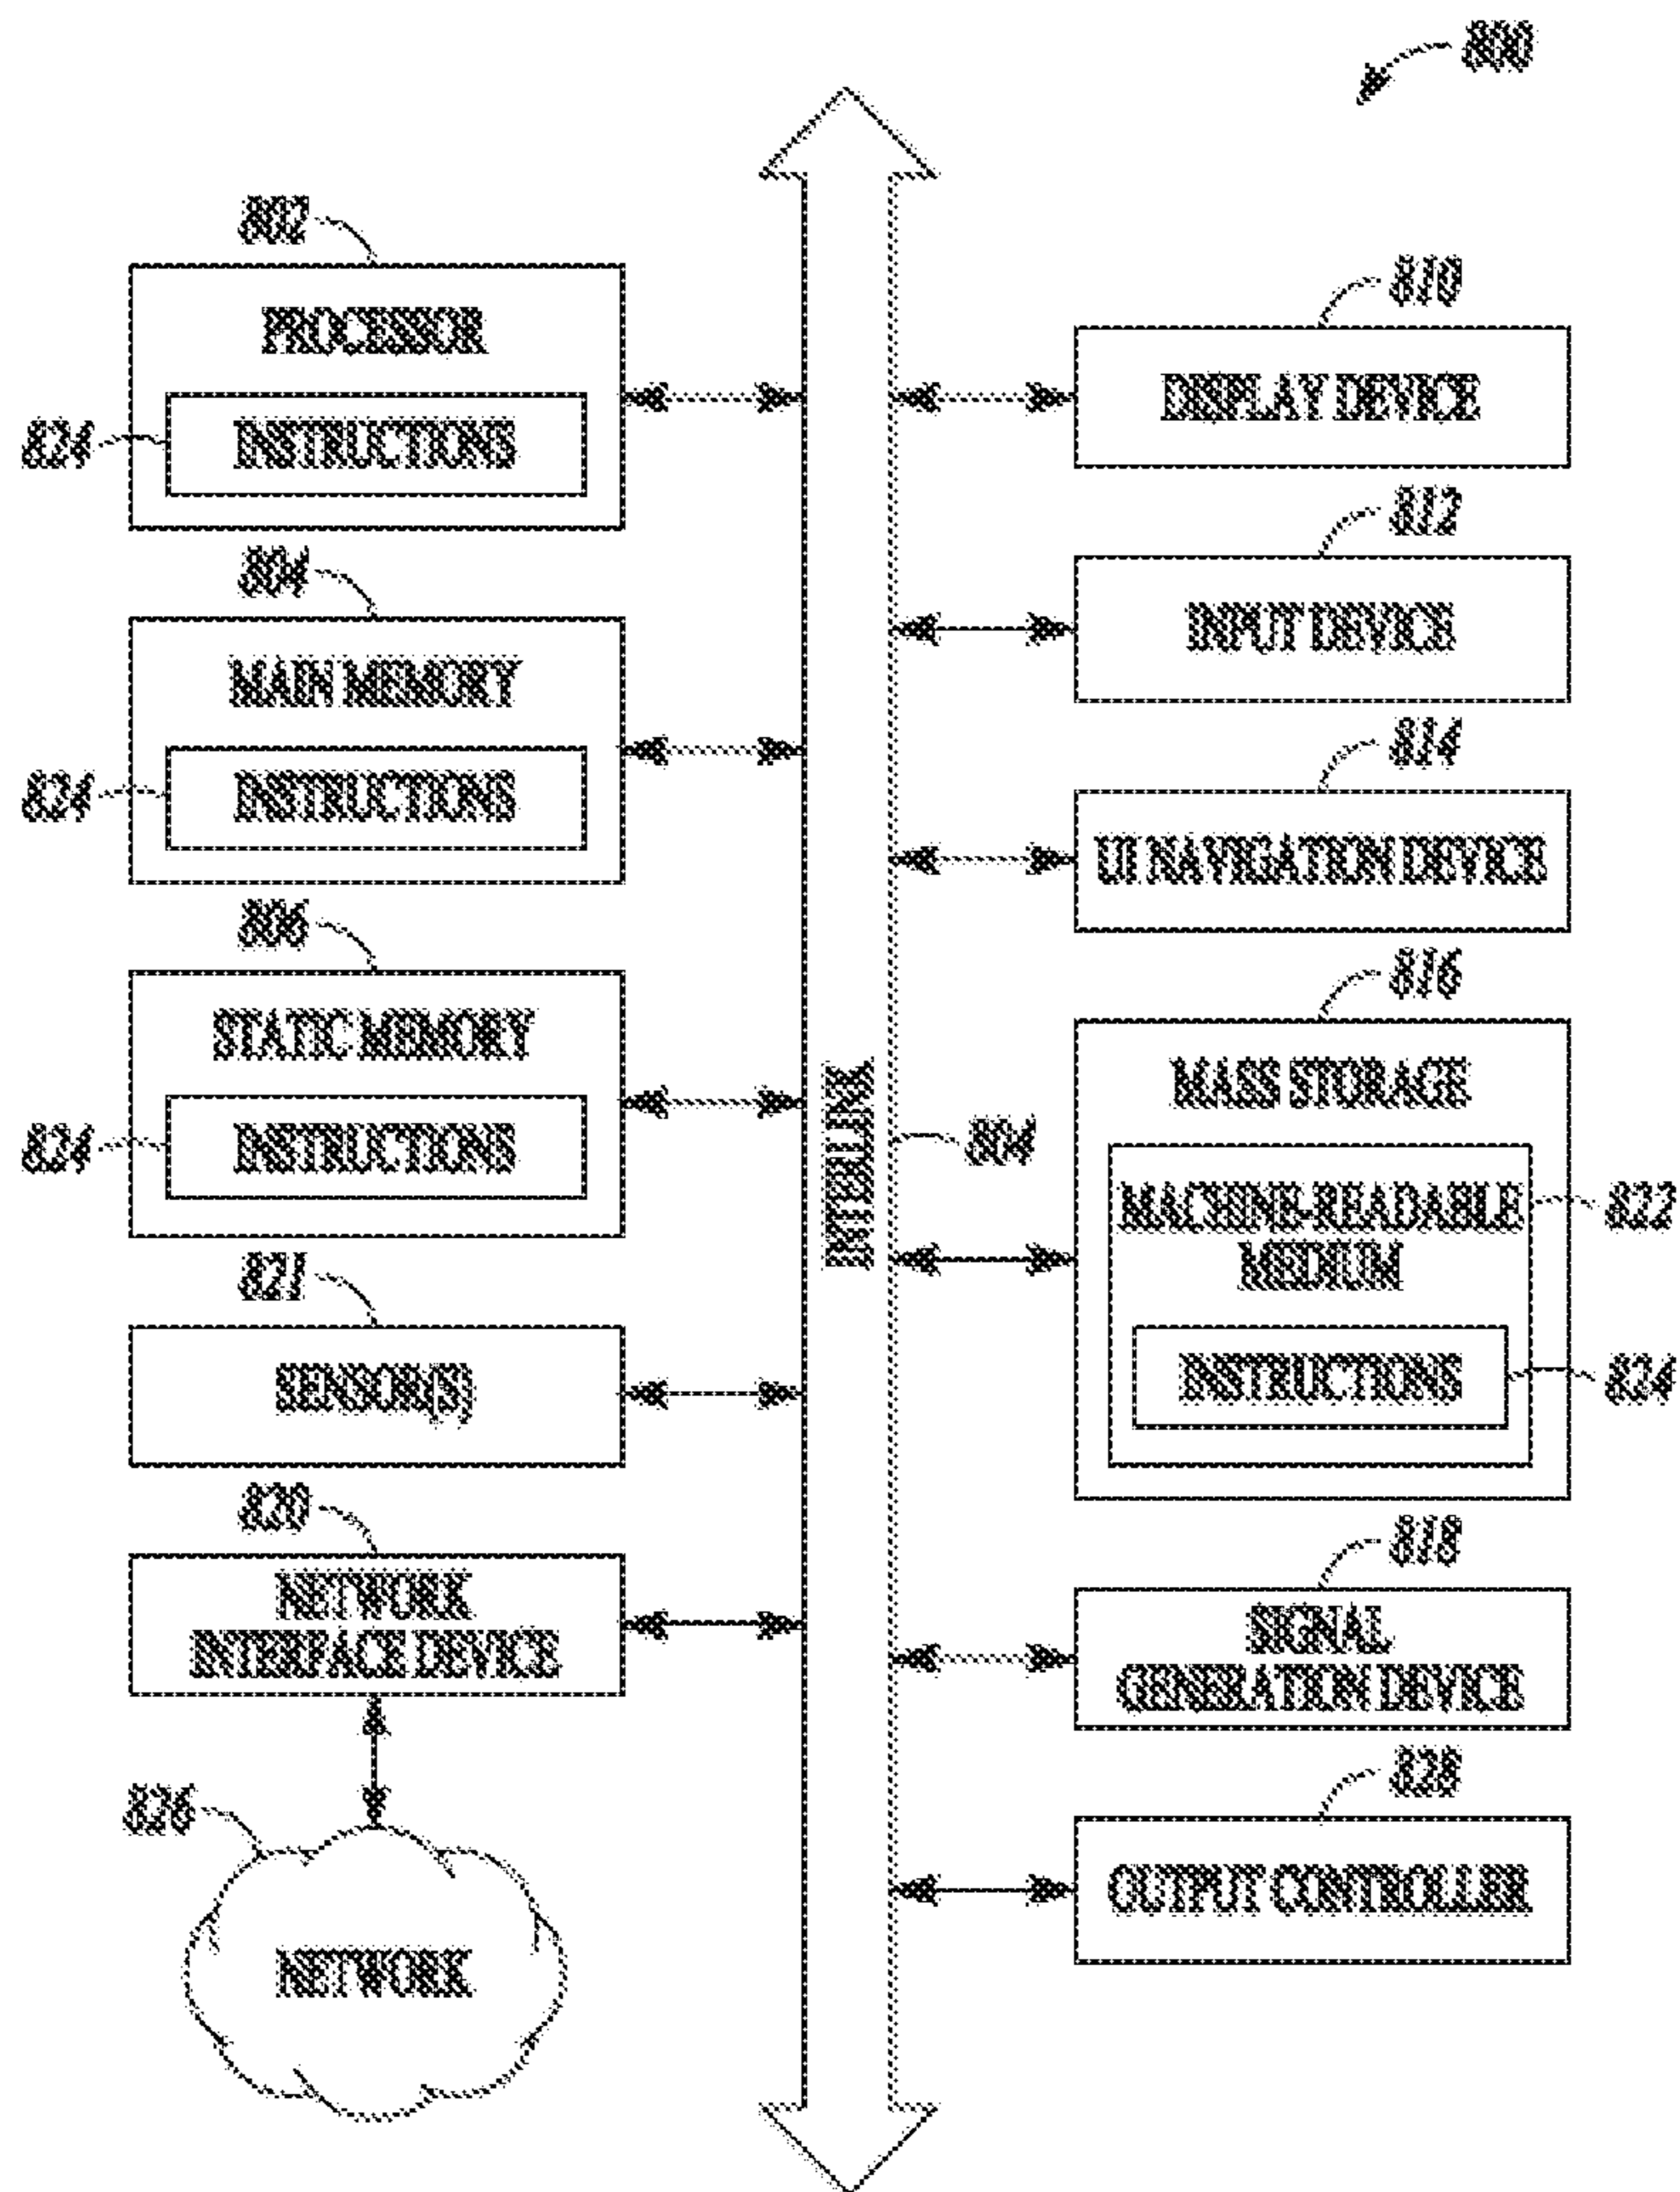 800
802
PROCESSOR
824
INSTRUCTIONS
804
MAIN MEMORY
824
INSTRUCTIONS
806
STATIC MEMORY
824
INSTRUCTIONS
821
SENSOR(S)
820
NETWORK
INTERFACE DEVICE
826
NETWORK
INTERLINK
804
810
DISPLAY DEVICE
812
INPUT DEVICE
814
UI NAVIGATION DEVICE
816
MASS STORAGE
MACHINE-READABLE
MEDIUM
822
INSTRUCTIONS
824
818
SIGNAL
GENERATION DEVICE
828
OUTPUT CONTROLLER